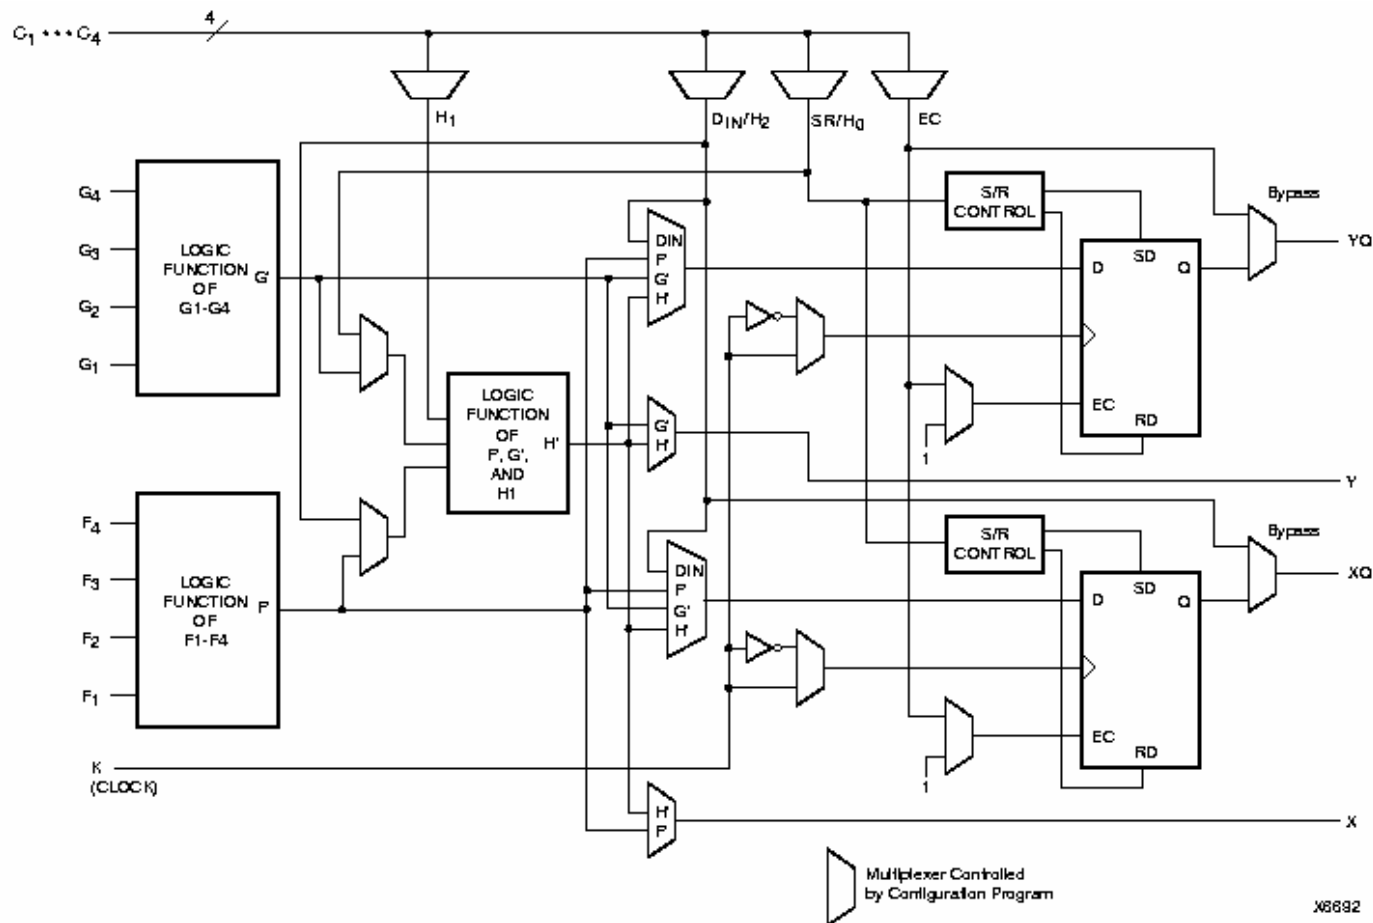 C1 ••• C4
4
H1
DIN/H2
SR/H0
EC
G4
G3
G2
G1
LOGIC
FUNCTION
OF
G1-G4
G'
S/R
CONTROL
Bypass
YQ
DIN
F'
G'
H'
D
SD
Q
EC
RD
1
LOGIC
FUNCTION
OF
F', G',
AND
H1
H'
G'
H'
Y
F4
F3
F2
F1
LOGIC
FUNCTION
OF
F1-F4
F'
S/R
CONTROL
Bypass
XQ
DIN
F'
G'
H'
D
SD
Q
EC
RD
1
K
(CLOCK)
H'
F'
X
Multiplexer Controlled
by Configuration Program
X6692